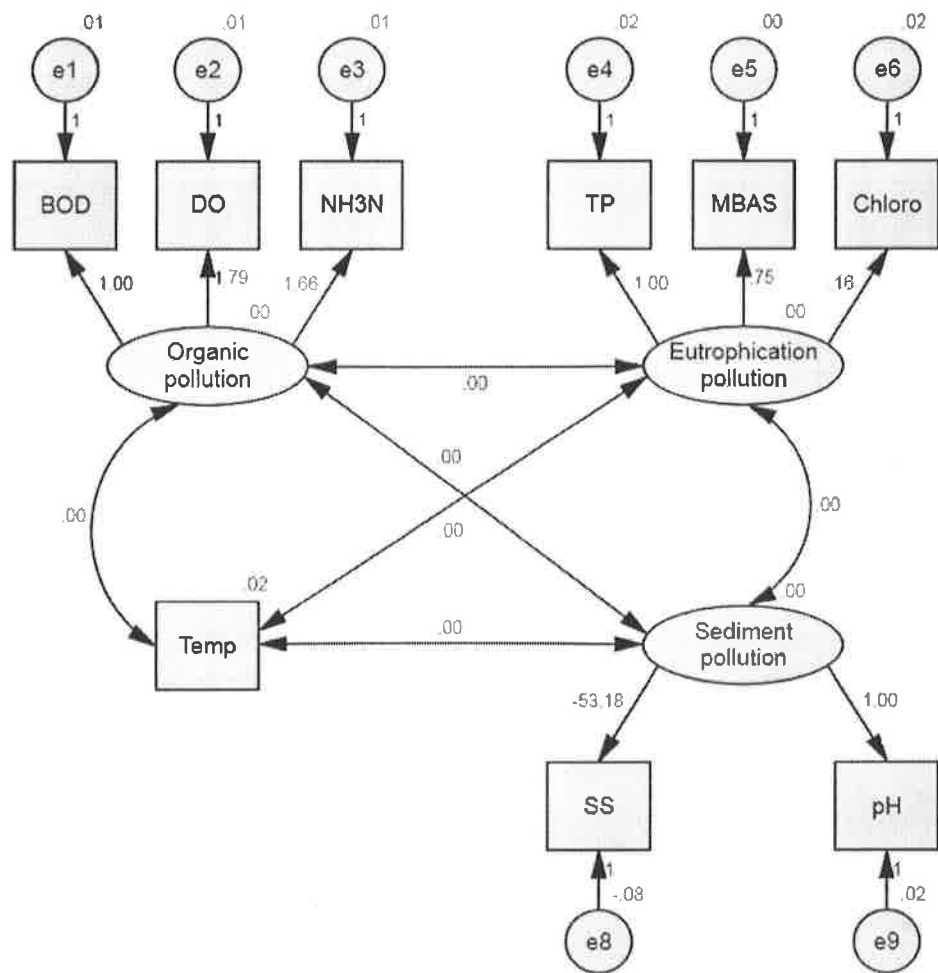 .01 .01 .01 .02 .00 .02
e1 e2 e3 e4 e5 e6
1 1 1 1 1 1
BOD DO NH3N TP MBAS Chloro
1.00 1.79 1.66 1.00 .75 .16
.00 .00
Organic
pollution
Eutrophication
pollution
.00
.00
.00 .00
.00
.02 .00
Temp
.00
Sediment
pollution
-53.18 1.00
SS pH
1 1
-.03 .02
e8 e9